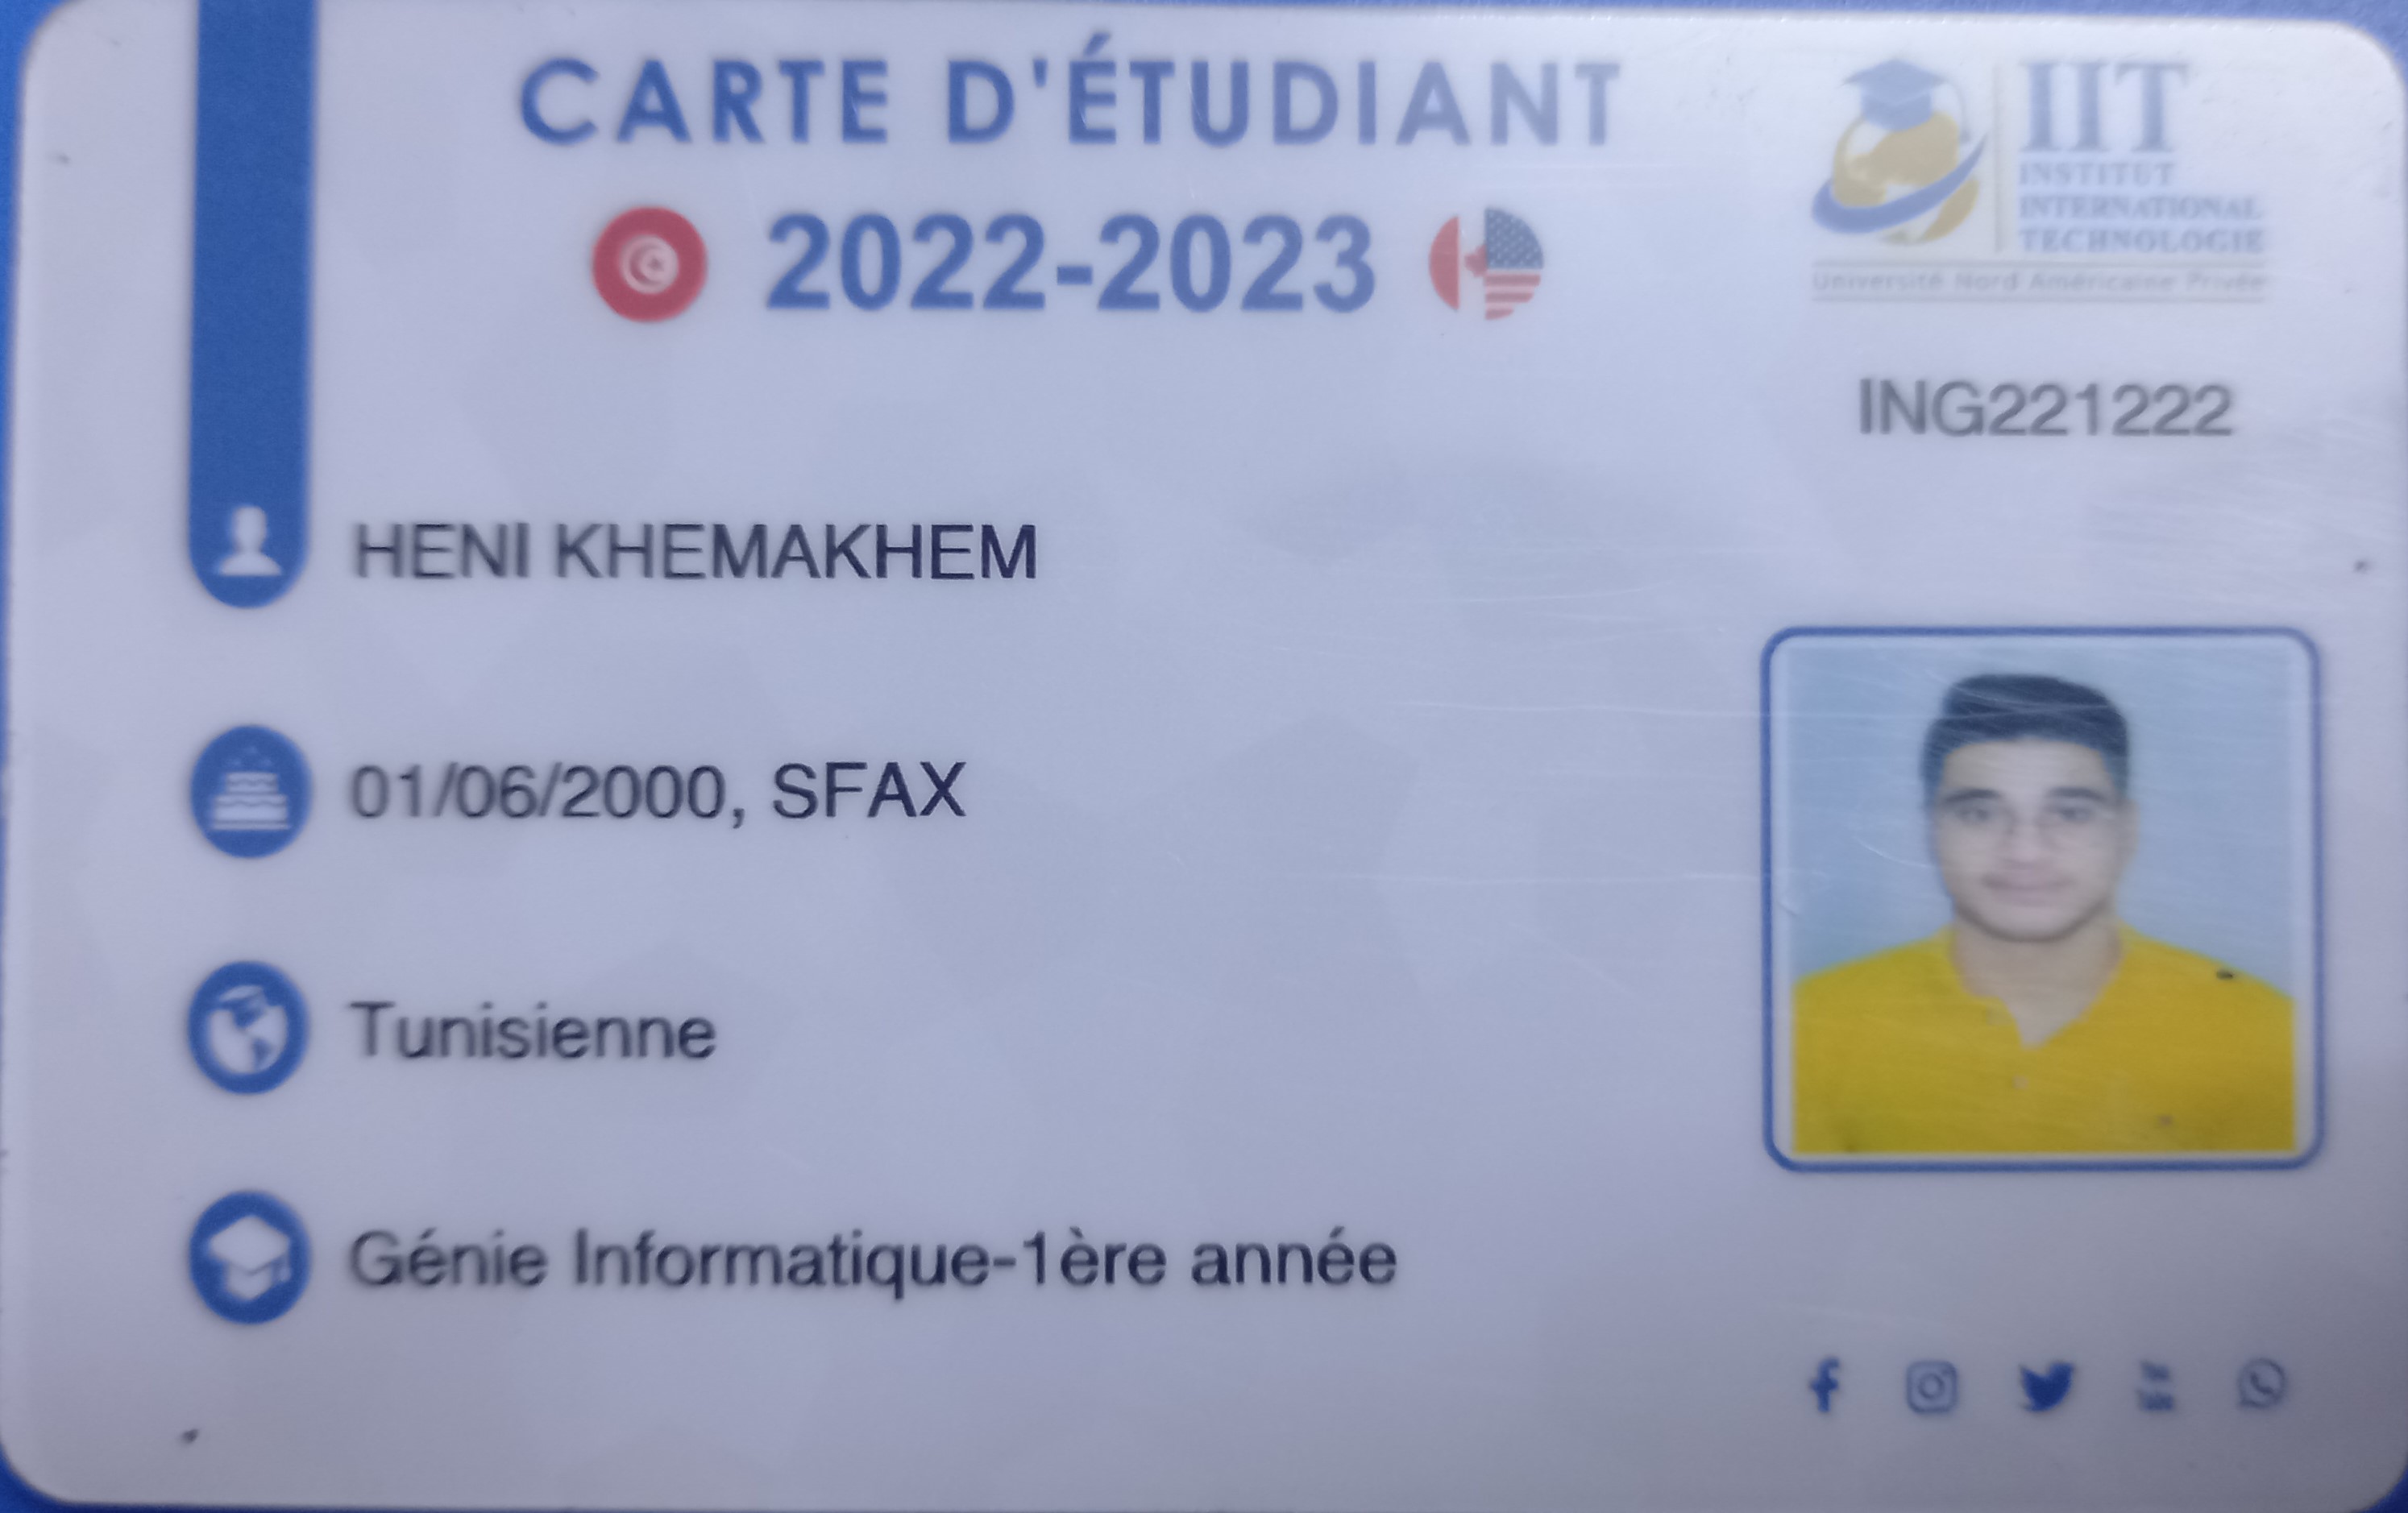 CARTE D'ÉTUDIANT
2022-2023
IIT
INSTITUT
INTERNATIONAL
TECHNOLOGIE
Université Nord Américaine Privée
ING221222
HENI KHEMAKHEM
01/06/2000, SFAX
Tunisienne
Génie Informatique-1ère année